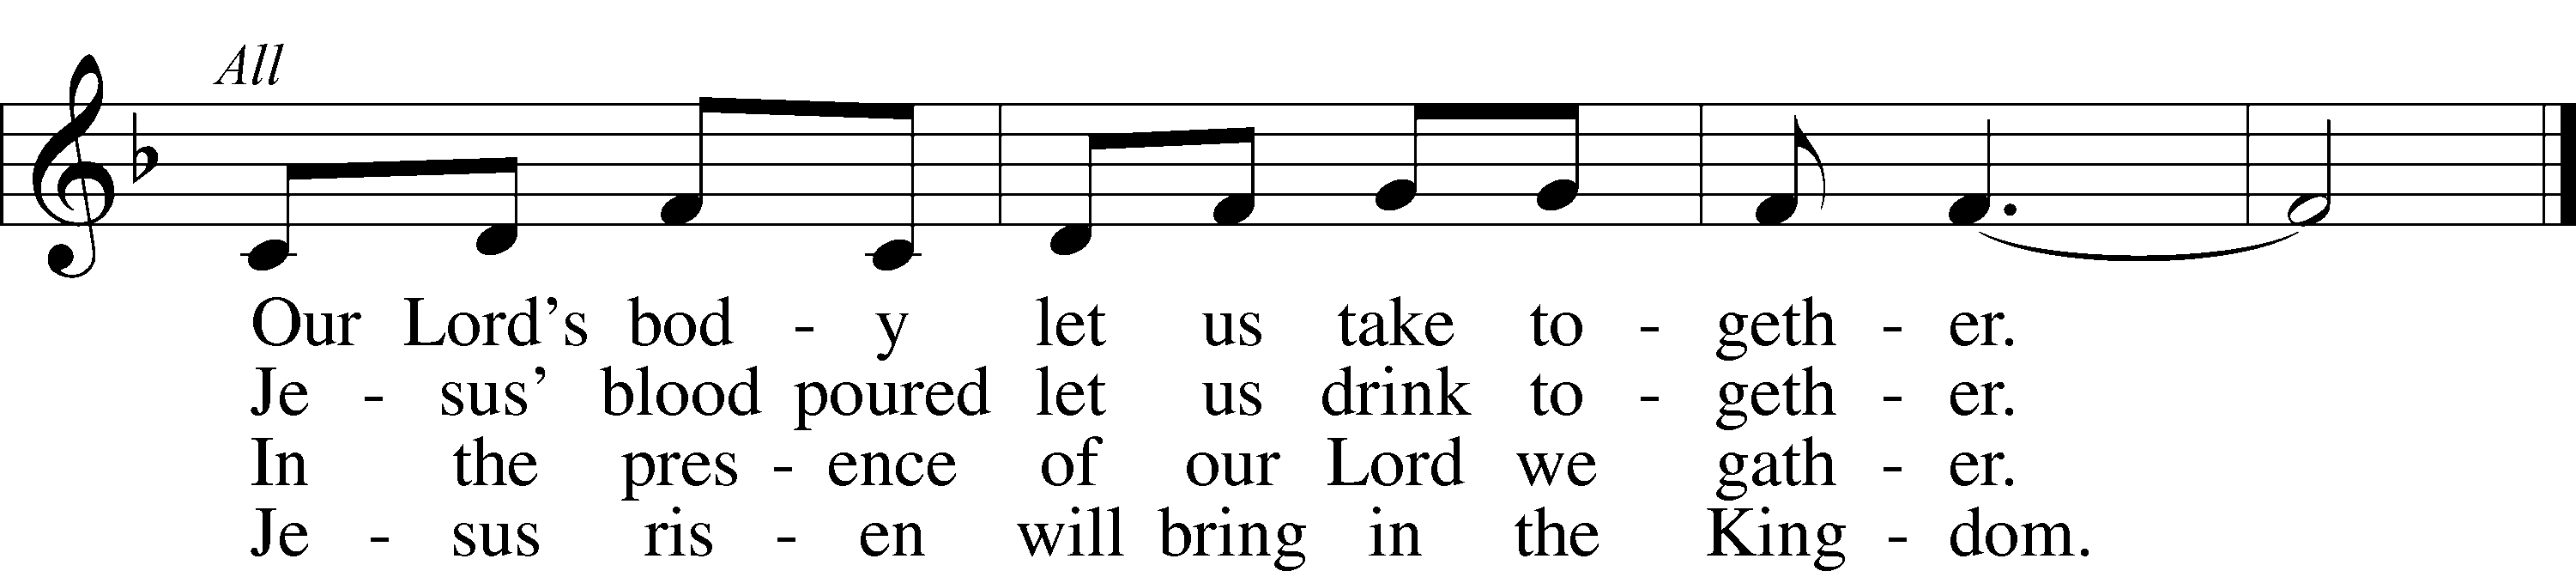 All
Our Lord's bod - y let us take to - geth - er.
Je - sus' blood poured let us drink to - geth - er.
In the pres - ence of our Lord we gath - er.
Je - sus ris - en will bring in the King - dom.